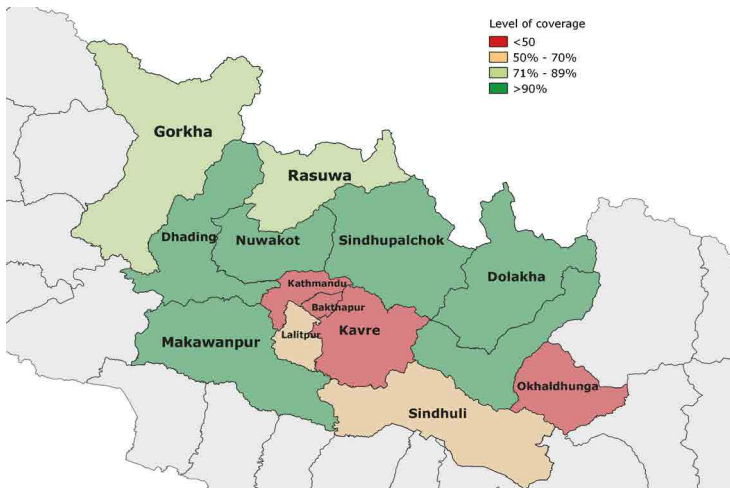 Level of coverage
<50
50% - 70%
71% - 89%
>90%
Gorkha
Rasuwa
Dhading
Nuwakot
Sindhupalchok
Dolakha
Kathmandu
Bakthapur
Lalitpur
Kavre
Makawanpur
Okhaldhunga
Sindhuli